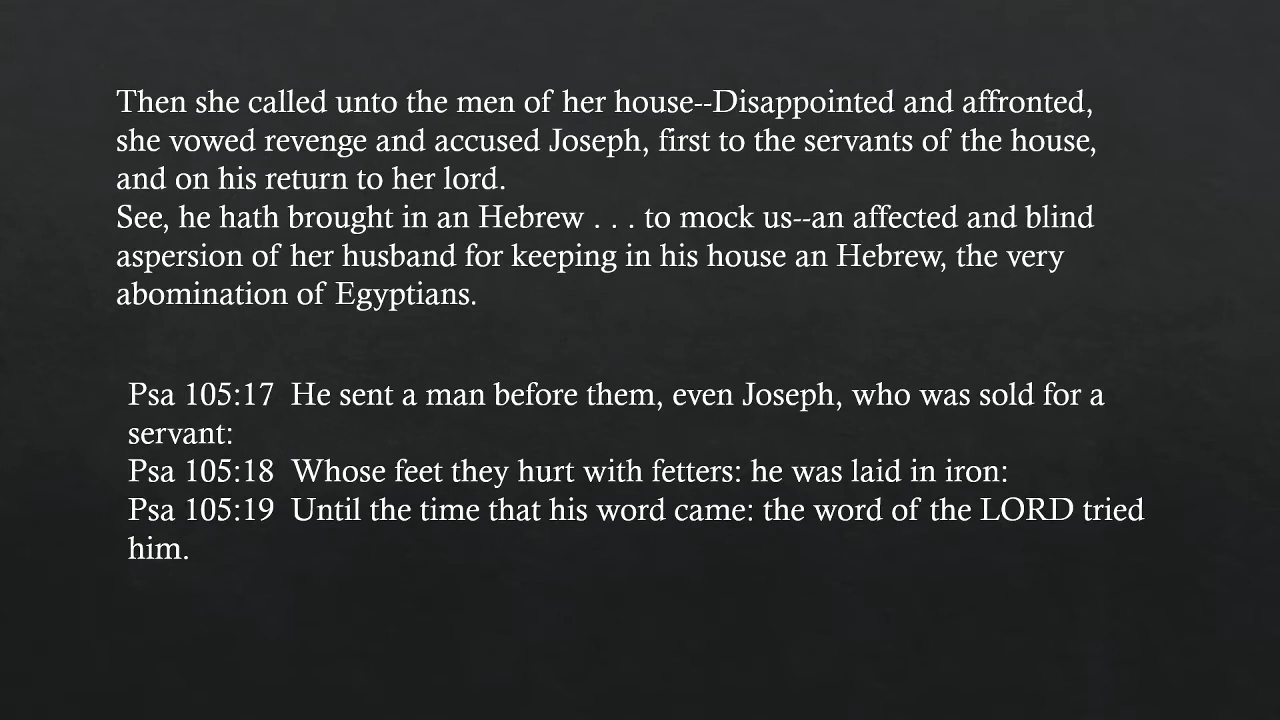 Then she called unto the men of her house--Disappointed and affronted,
she vowed revenge and accused Joseph, first to the servants of the house,
and on his return to her lord.
See, he hath brought in an Hebrew . . . to mock us--an affected and blind
aspersion of her husband for keeping in his house an Hebrew, the very
abomination of Egyptians.
Psa 105:17  He sent a man before them, even Joseph, who was sold for a
servant:
Psa 105:18  Whose feet they hurt with fetters: he was laid in iron:
Psa 105:19  Until the time that his word came: the word of the LORD tried
him.